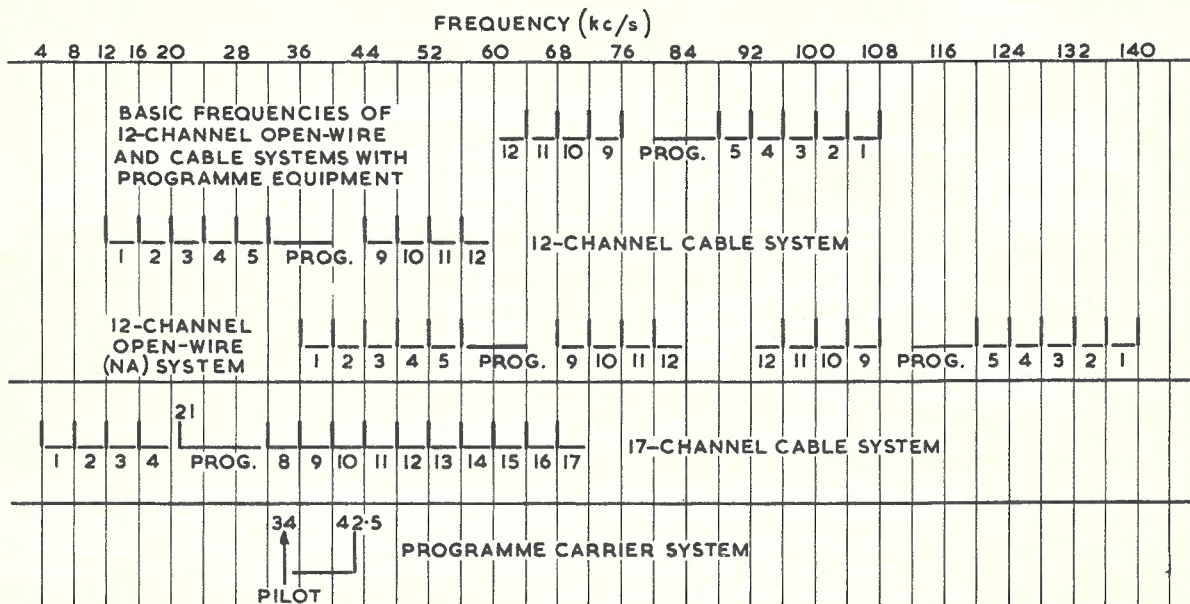 FREQUENCY (kc/s)
4 8 12 16 20 28 36 44 52 60 68 76 84 92 100 108 116 124 132 140
BASIC FREQUENCIES OF
12-CHANNEL OPEN-WIRE
AND CABLE SYSTEMS WITH
PROGRAMME EQUIPMENT
12 11 10 9 PROG. 5 4 3 2 1
12-CHANNEL CABLE SYSTEM
1 2 3 4 5 PROG. 9 10 11 12
12-CHANNEL
OPEN-WIRE
(NA) SYSTEM
1 2 3 4 5 PROG. 9 10 11 12 12 11 10 9 PROG. 5 4 3 2 1
21
17-CHANNEL CABLE SYSTEM
1 2 3 4 PROG. 8 9 10 11 12 13 14 15 16 17
34 42·5
PROGRAMME CARRIER SYSTEM
PILOT